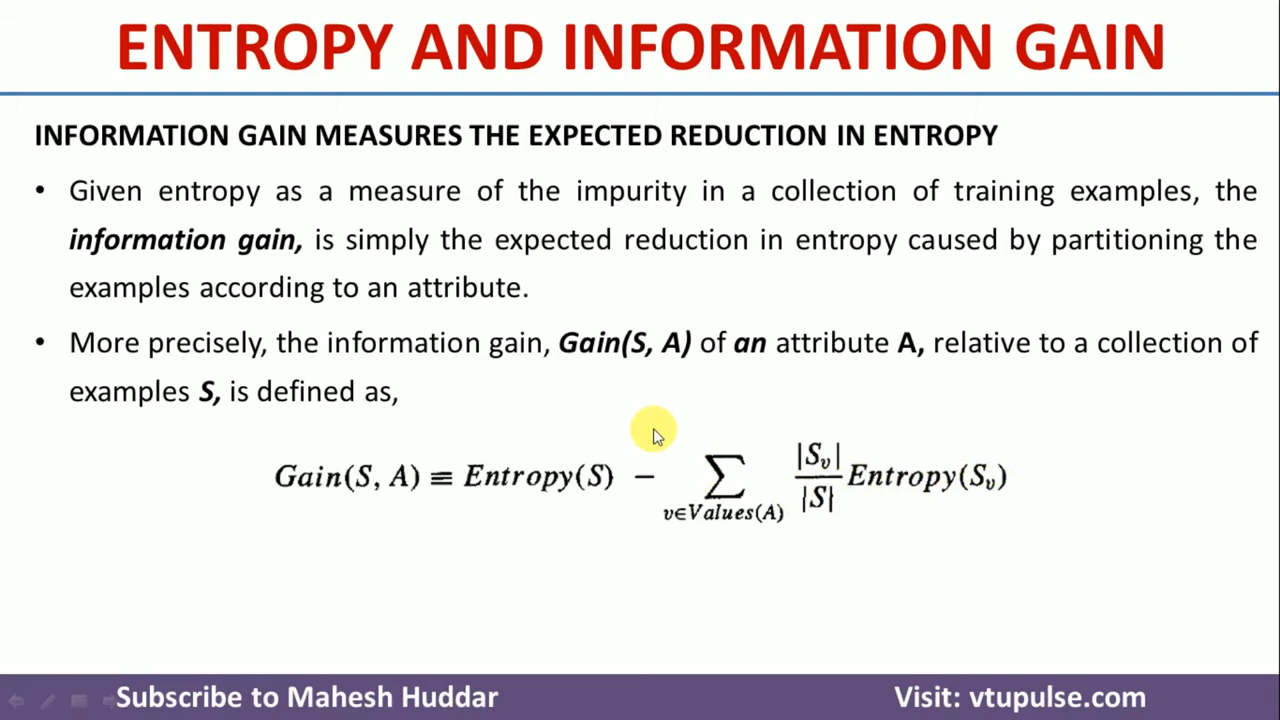 ENTROPY AND INFORMATION GAIN
INFORMATION GAIN MEASURES THE EXPECTED REDUCTION IN ENTROPY
• Given entropy as a measure of the impurity in a collection of training examples, the
information gain, is simply the expected reduction in entropy caused by partitioning the
examples according to an attribute.
• More precisely, the information gain, Gain(S, A) of an attribute A, relative to a collection of
examples S, is defined as,
Gain(S, A) ≡ Entropy(S) − ∑ v∈Values(A) |Sv| / |S| Entropy(Sv)
Subscribe to Mahesh Huddar
Visit: vtupulse.com